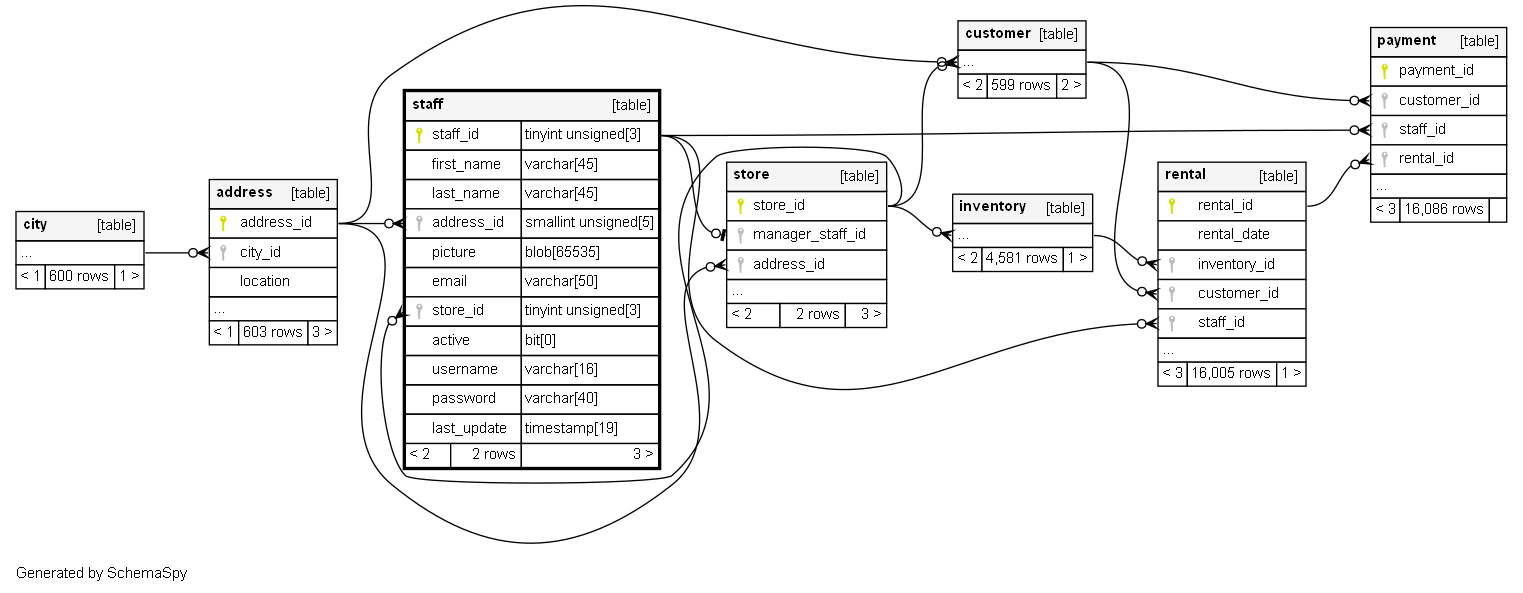 customer [table]
...
< 2 599 rows 2 >
payment [table]
payment_id
customer_id
staff_id
rental_id
...
< 3 16,086 rows
staff [table]
staff_id tinyint unsigned[3]
first_name varchar[45]
last_name varchar[45]
address_id smallint unsigned[5]
picture blob[65535]
email varchar[50]
store_id tinyint unsigned[3]
active bit[0]
username varchar[16]
password varchar[40]
last_update timestamp[19]
< 2 2 rows 3 >
store [table]
store_id
manager_staff_id
address_id
...
< 2 2 rows 3 >
rental [table]
rental_id
rental_date
inventory_id
customer_id
staff_id
...
< 3 16,005 rows 1 >
address [table]
address_id
city_id
location
...
< 1 603 rows 3 >
inventory [table]
...
< 2 4,581 rows 1 >
city [table]
...
< 1 600 rows 1 >
Generated by SchemaSpy